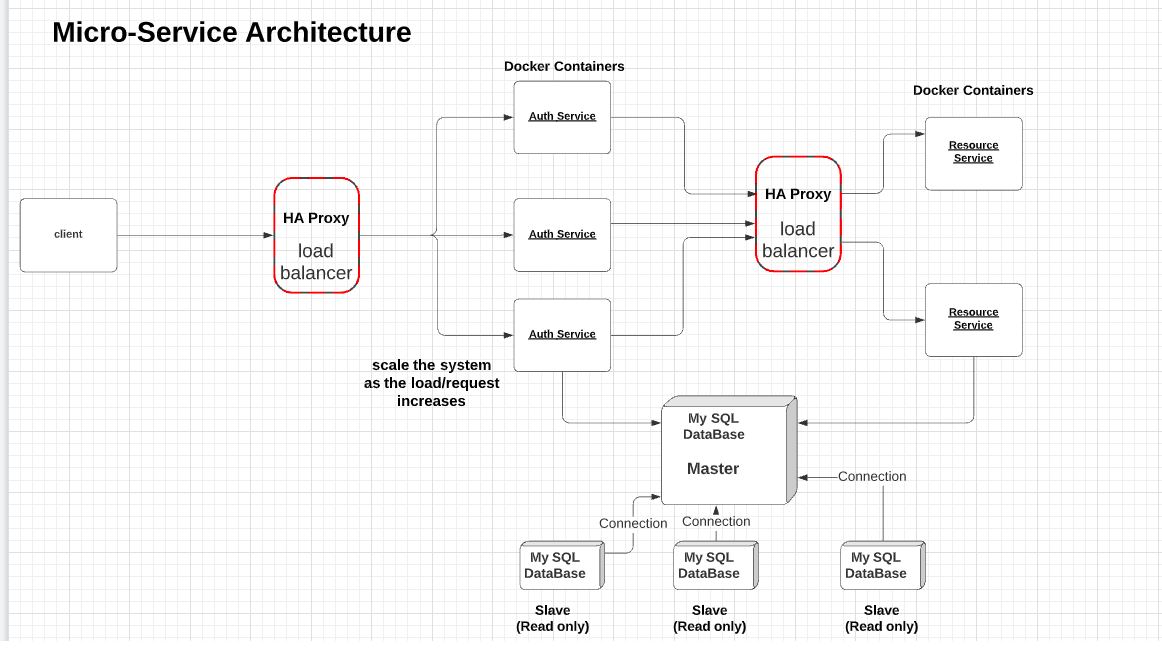 Micro-Service Architecture
Docker Containers
Docker Containers
Auth Service
Resource
Service
client
HA Proxy
load
balancer
Auth Service
HA Proxy
load
balancer
Auth Service
Resource
Service
scale the system
as the load/request
increases
My SQL
DataBase
Master
Connection
Connection
Connection
My SQL
DataBase
Slave
(Read only)
My SQL
DataBase
Slave
(Read only)
My SQL
DataBase
Slave
(Read only)